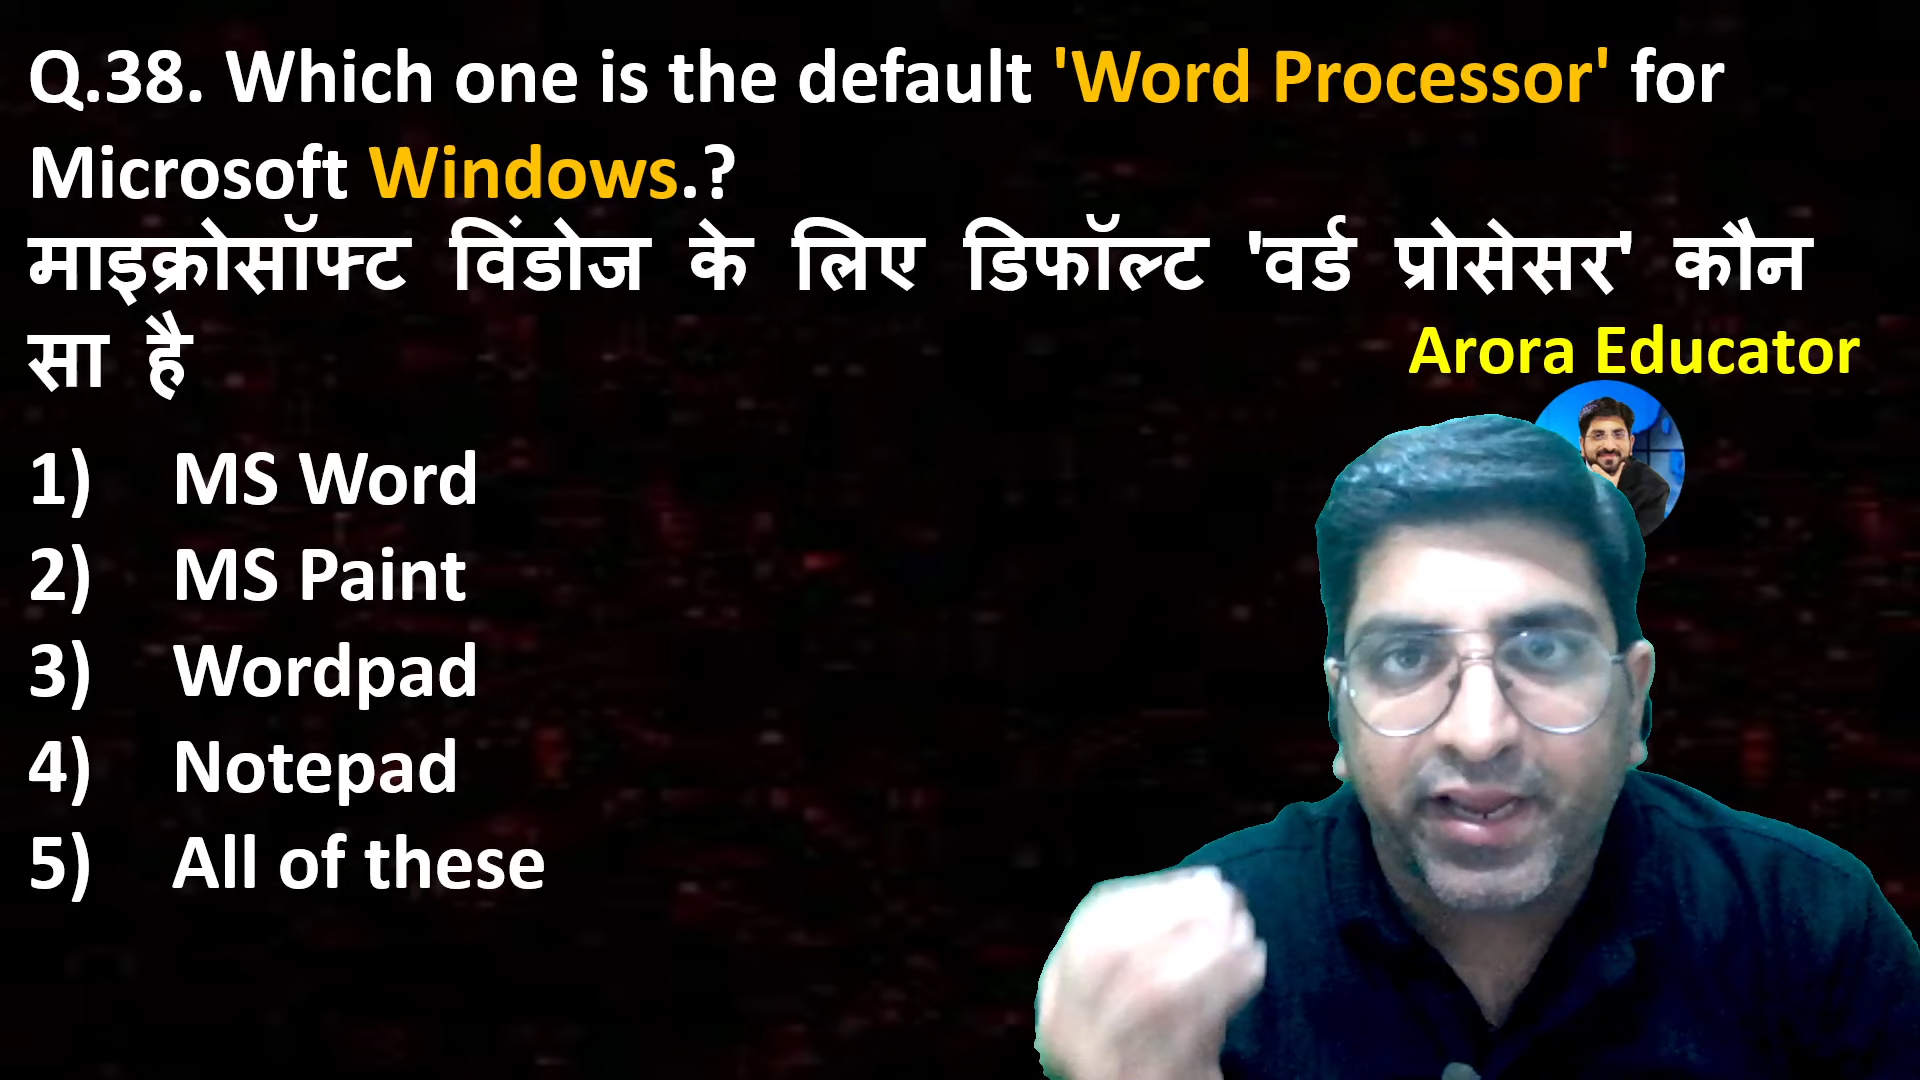 Q.38. Which one is the default 'Word Processor' for
Microsoft Windows.?
माइक्रोसॉफ्ट विंडोज के लिए डिफॉल्ट 'वर्ड प्रोसेसर' कौन
सा है
Arora Educator
1) MS Word
2) MS Paint
3) Wordpad
4) Notepad
5) All of these